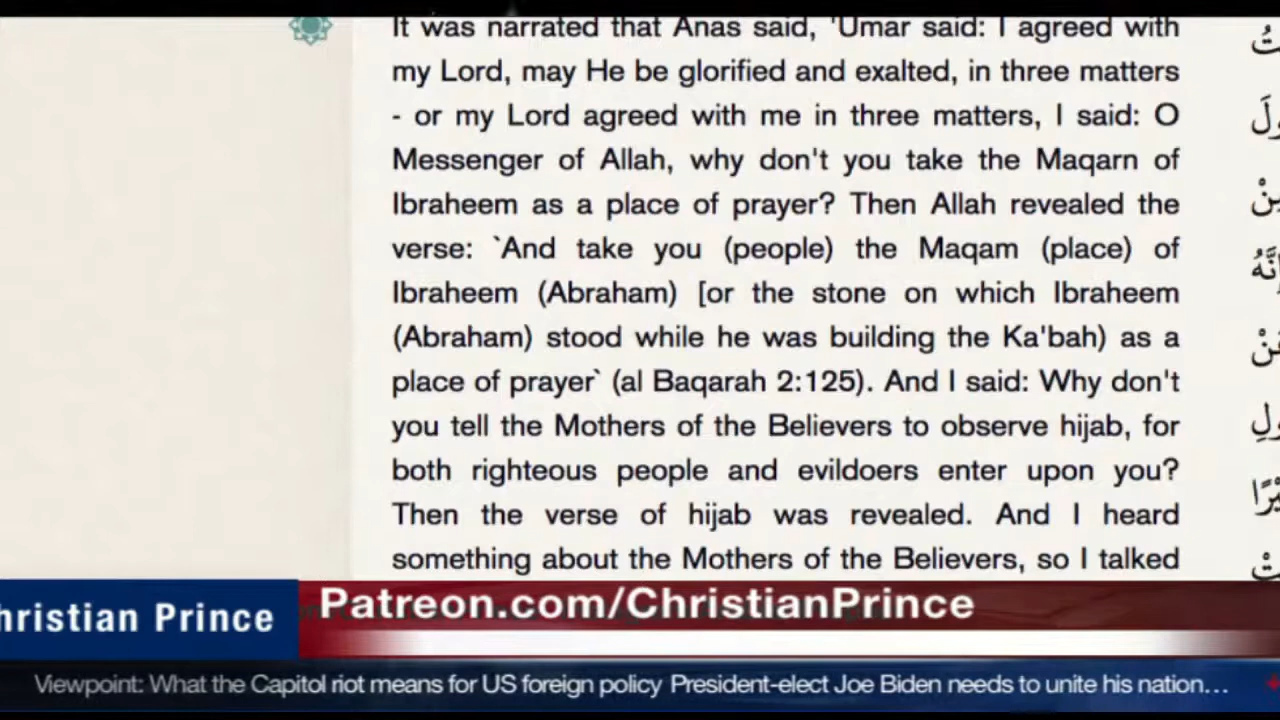 It was narrated that Anas said, 'Umar said: I agreed with
my Lord, may He be glorified and exalted, in three matters
- or my Lord agreed with me in three matters, I said: O
Messenger of Allah, why don't you take the Maqarn of
Ibraheem as a place of prayer? Then Allah revealed the
verse: `And take you (people) the Maqam (place) of
Ibraheem (Abraham) [or the stone on which Ibraheem
(Abraham) stood while he was building the Ka'bah) as a
place of prayer` (al Baqarah 2:125). And I said: Why don't
you tell the Mothers of the Believers to observe hijab, for
both righteous people and evildoers enter upon you?
Then the verse of hijab was revealed. And I heard
something about the Mothers of the Believers, so I talked
hristian Prince
Patreon.com/ChristianPrince
Viewpoint: What the Capitol riot means for US foreign policy President-elect Joe Biden needs to unite his nation...